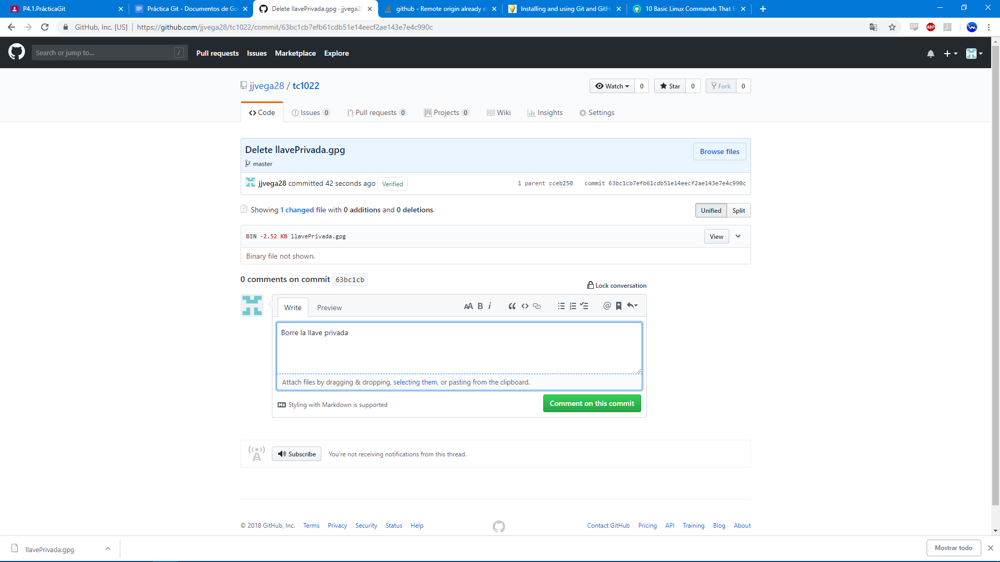 P4.1.PrácticaGit
Práctica Git - Documentos de Go
Delete llavePrivada.gpg · jjvega28
github - Remote origin already e
Installing and using Git and GitH
10 Basic Linux Commands That E
GitHub, Inc. [US] https://github.com/jjvega28/tc1022/commit/63bc1cb7efb61cdb51e14eecf2ae143e7e4c990c
ABP
Search or jump to... /
Pull requests Issues Marketplace Explore
jjvega28 / tc1022
Watch 0 Star 0 Fork 0
Code Issues 0 Pull requests 0 Projects 0 Wiki Insights Settings
Delete llavePrivada.gpg
Browse files
master
jjvega28 committed 42 seconds ago Verified 1 parent cceb250 commit 63bc1cb7efb61cdb51e14eecf2ae143e7e4c990c
Showing 1 changed file with 0 additions and 0 deletions.
Unified Split
BIN -2.52 KB llavePrivada.gpg View
Binary file not shown.
0 comments on commit 63bc1cb
Lock conversation
Write Preview AA B i
Borre la llave privada
Attach files by dragging & dropping, selecting them, or pasting from the clipboard.
Styling with Markdown is supported
Comment on this commit
Subscribe You're not receiving notifications from this thread.
© 2018 GitHub, Inc. Terms Privacy Security Status Help Contact GitHub Pricing API Training Blog About
llavePrivada.gpg Mostrar todo